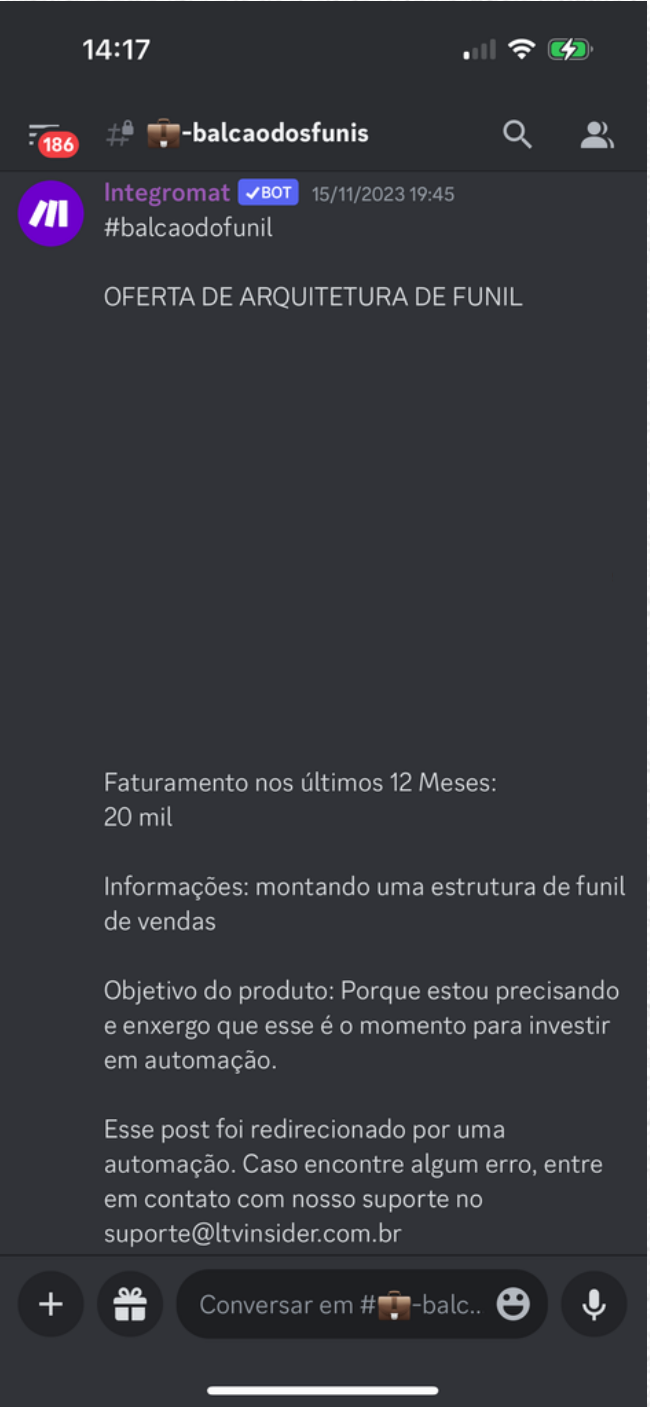 14:17
186
# 💼-balcaodosfunis
Integromat ✓BOT 15/11/2023 19:45
#balcaodofunil
OFERTA DE ARQUITETURA DE FUNIL
Faturamento nos últimos 12 Meses:
20 mil
Informações: montando uma estrutura de funil
de vendas
Objetivo do produto: Porque estou precisando
e enxergo que esse é o momento para investir
em automação.
Esse post foi redirecionado por uma
automação. Caso encontre algum erro, entre
em contato com nosso suporte no
suporte@ltvinsider.com.br
Conversar em #💼-balc..